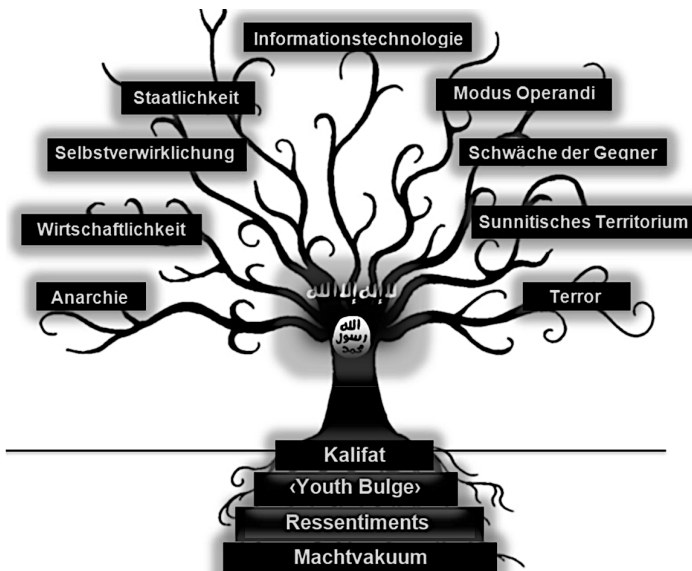 Informationstechnologie
Staatlichkeit
Modus Operandi
Selbstverwirklichung
Schwäche der Gegner
Wirtschaftlichkeit
Sunnitisches Territorium
لا إله إلا الله
Anarchie
Terror
الله
رسول
محمد
Kalifat
‹Youth Bulge›
Ressentiments
Machtvakuum